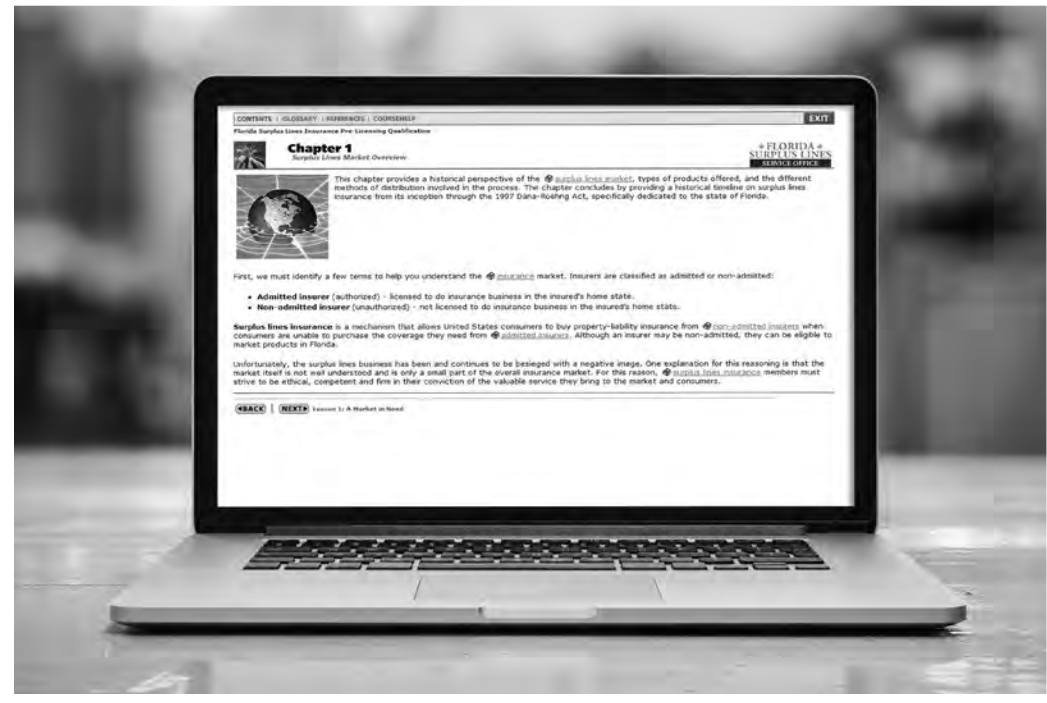 CONTENTS | GLOSSARY | REFERENCES | COURSEHELP
EXIT
Florida Surplus Lines Insurance Pre-Licensing Qualification
Chapter 1
Surplus Lines Market Overview
FLORIDA
SURPLUS LINES
SERVICE OFFICE
This chapter provides a historical perspective of the surplus lines market, types of products offered, and the different
methods of distribution involved in the process. The chapter concludes by providing a historical timeline on surplus lines
insurance from its inception through the 1997 Dana-Roehrig Act, specifically dedicated to the state of Florida.
First, we must identify a few terms to help you understand the insurance market. Insurers are classified as admitted or non-admitted:
• Admitted insurer (authorized) - licensed to do insurance business in the insured's home state.
• Non-admitted insurer (unauthorized) - not licensed to do insurance business in the insured's home state.
Surplus lines insurance is a mechanism that allows United States consumers to buy property-liability insurance from non-admitted insurers when
consumers are unable to purchase the coverage they need from admitted insurers. Although an insurer may be non-admitted, they can be eligible to
market products in Florida.
Unfortunately, the surplus lines business has been and continues to be besieged with a negative image. One explanation for this reasoning is that the
market itself is not well understood and is only a small part of the overall insurance market. For this reason, surplus lines insurance members must
strive to be ethical, competent and firm in their conviction of the valuable service they bring to the market and consumers.
BACK | NEXT Lesson 1: A Market in Need